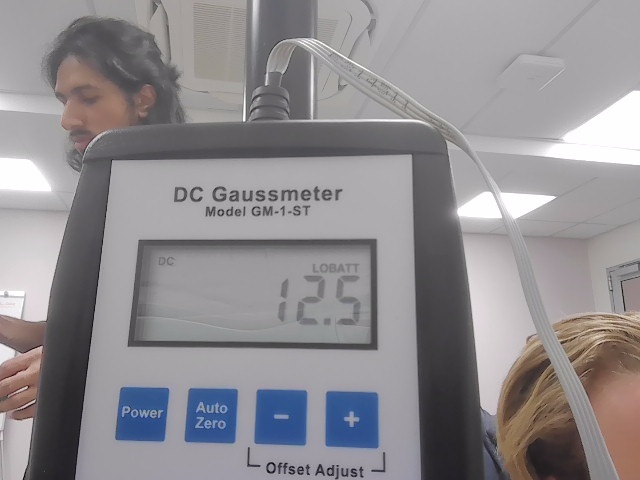 DC Gaussmeter
Model GM-1-ST
DC
LOBATT
12.5
Power
Auto
Zero
−
+
Offset Adjust